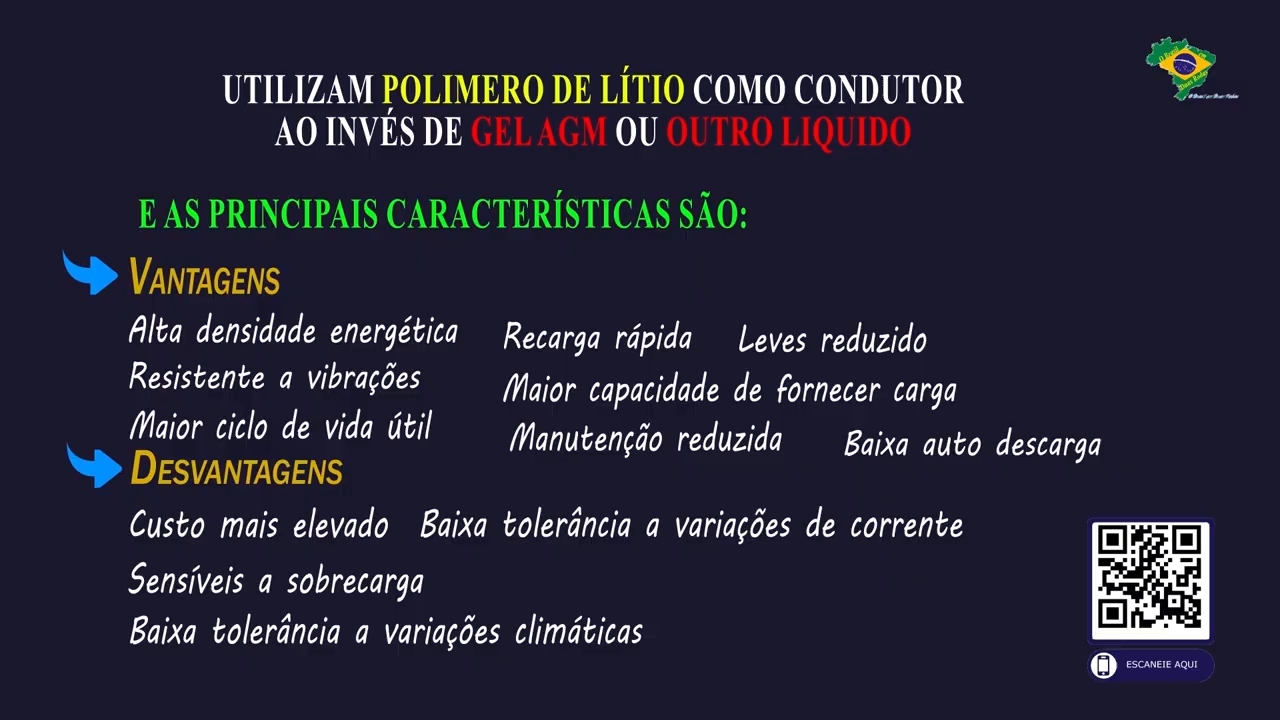 UTILIZAM POLIMERO DE LÍTIO COMO CONDUTOR
AO INVÉS DE GEL AGM OU OUTRO LIQUIDO
E AS PRINCIPAIS CARACTERÍSTICAS SÃO:
VANTAGENS
Alta densidade energética Recarga rápida Leves reduzido
Resistente a vibrações Maior capacidade de fornecer carga
Maior ciclo de vida útil Manutenção reduzida Baixa auto descarga
DESVANTAGENS
Custo mais elevado Baixa tolerância a variações de corrente
Sensíveis a sobrecarga
Baixa tolerância a variações climáticas
ESCANEIE AQUI